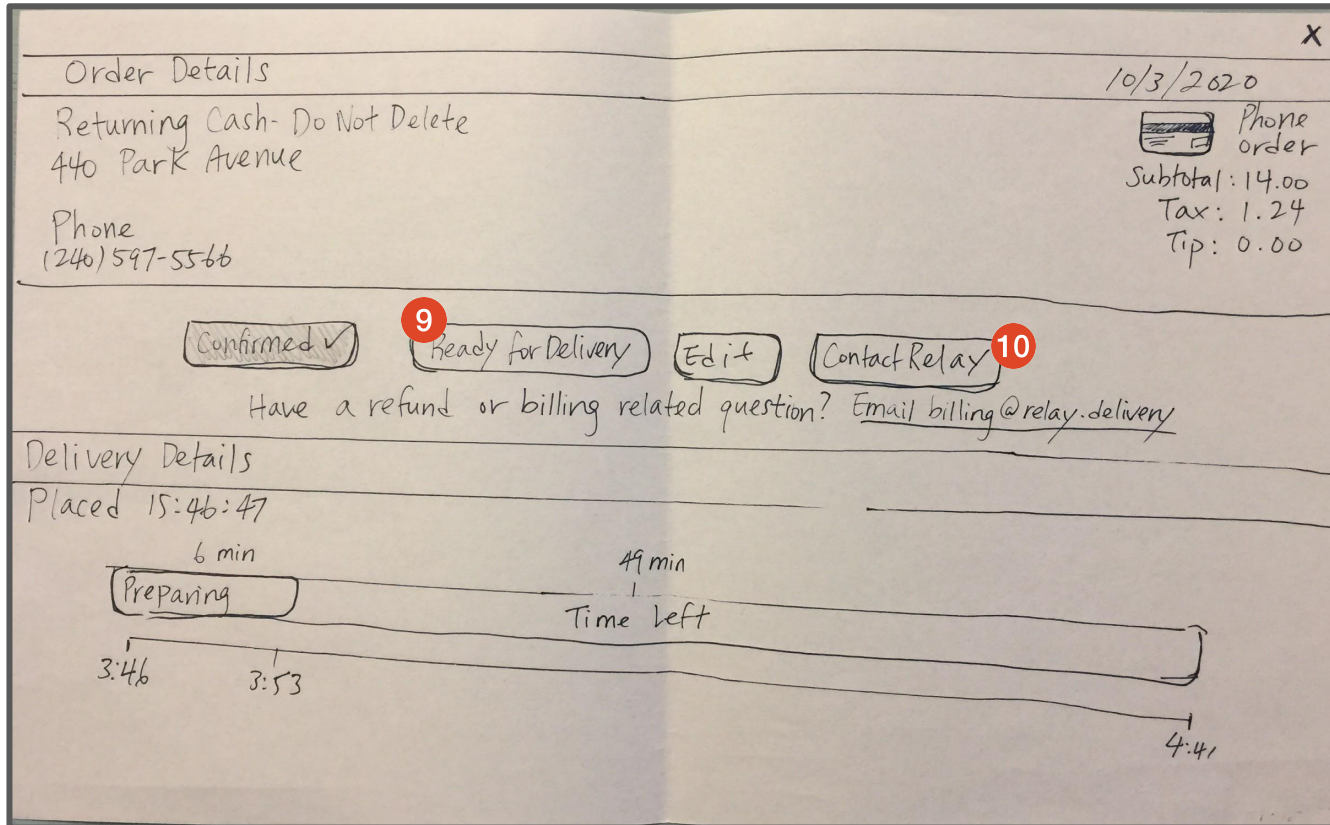 X
Order Details
10/3/2020
Returning Cash- Do Not Delete
440 Park Avenue
Phone
(240) 597-5566
Phone
order
Subtotal: 14.00
Tax: 1.24
Tip: 0.00
9
10
Confirmed ✓ Ready for Delivery Edit Contact Relay
Have a refund or billing related question? Email billing@relay.delivery
Delivery Details
Placed 15:46:47
6 min 49 min
Preparing
Time Left
3:46 3:53 4:41